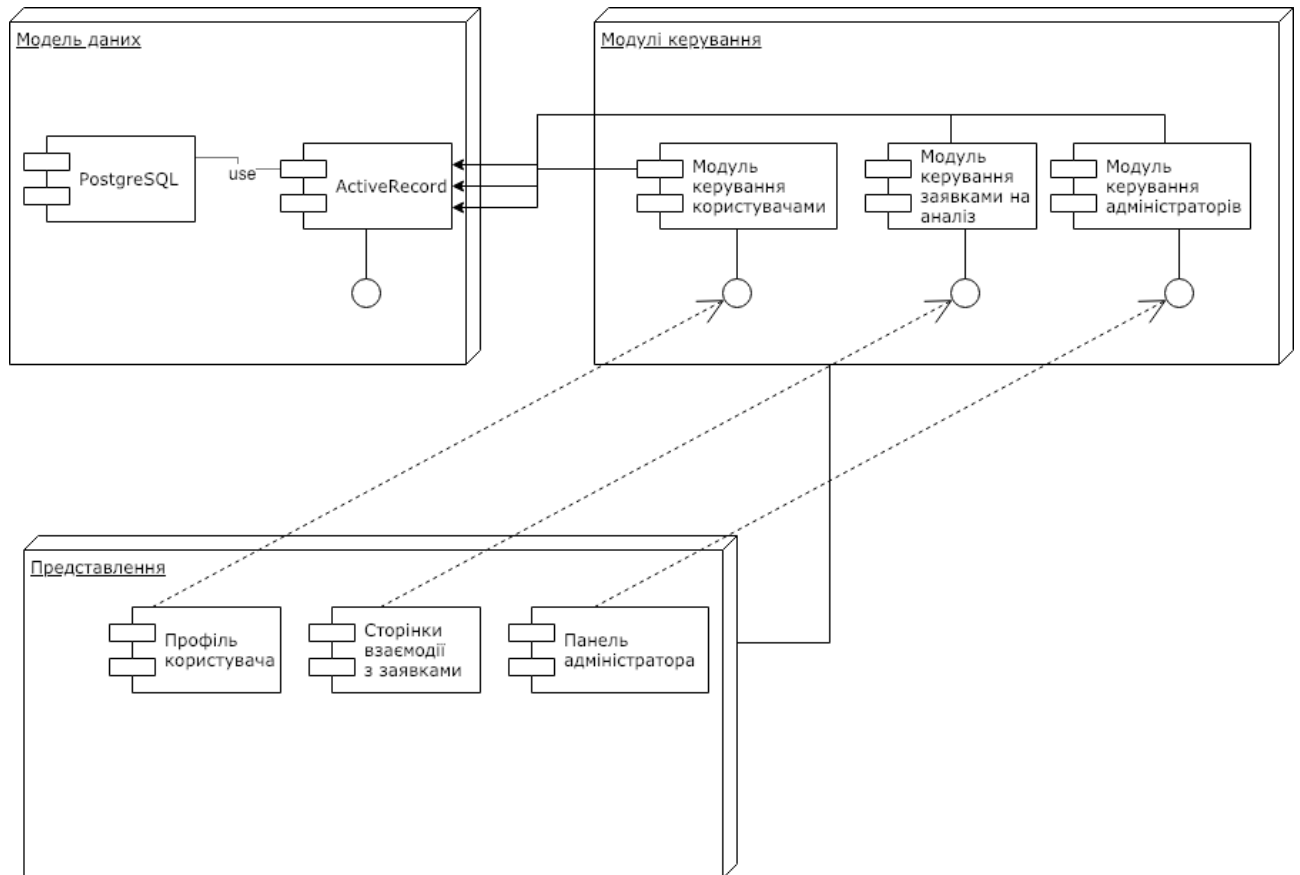 Модель даних
Модулі керування
PostgreSQL
use
ActiveRecord
Модуль
керування
користувачами
Модуль
керування
заявками на
аналіз
Модуль
керування
адміністраторів
Представлення
Профіль
користувача
Сторінки
взаємодії
з заявками
Панель
адміністратора